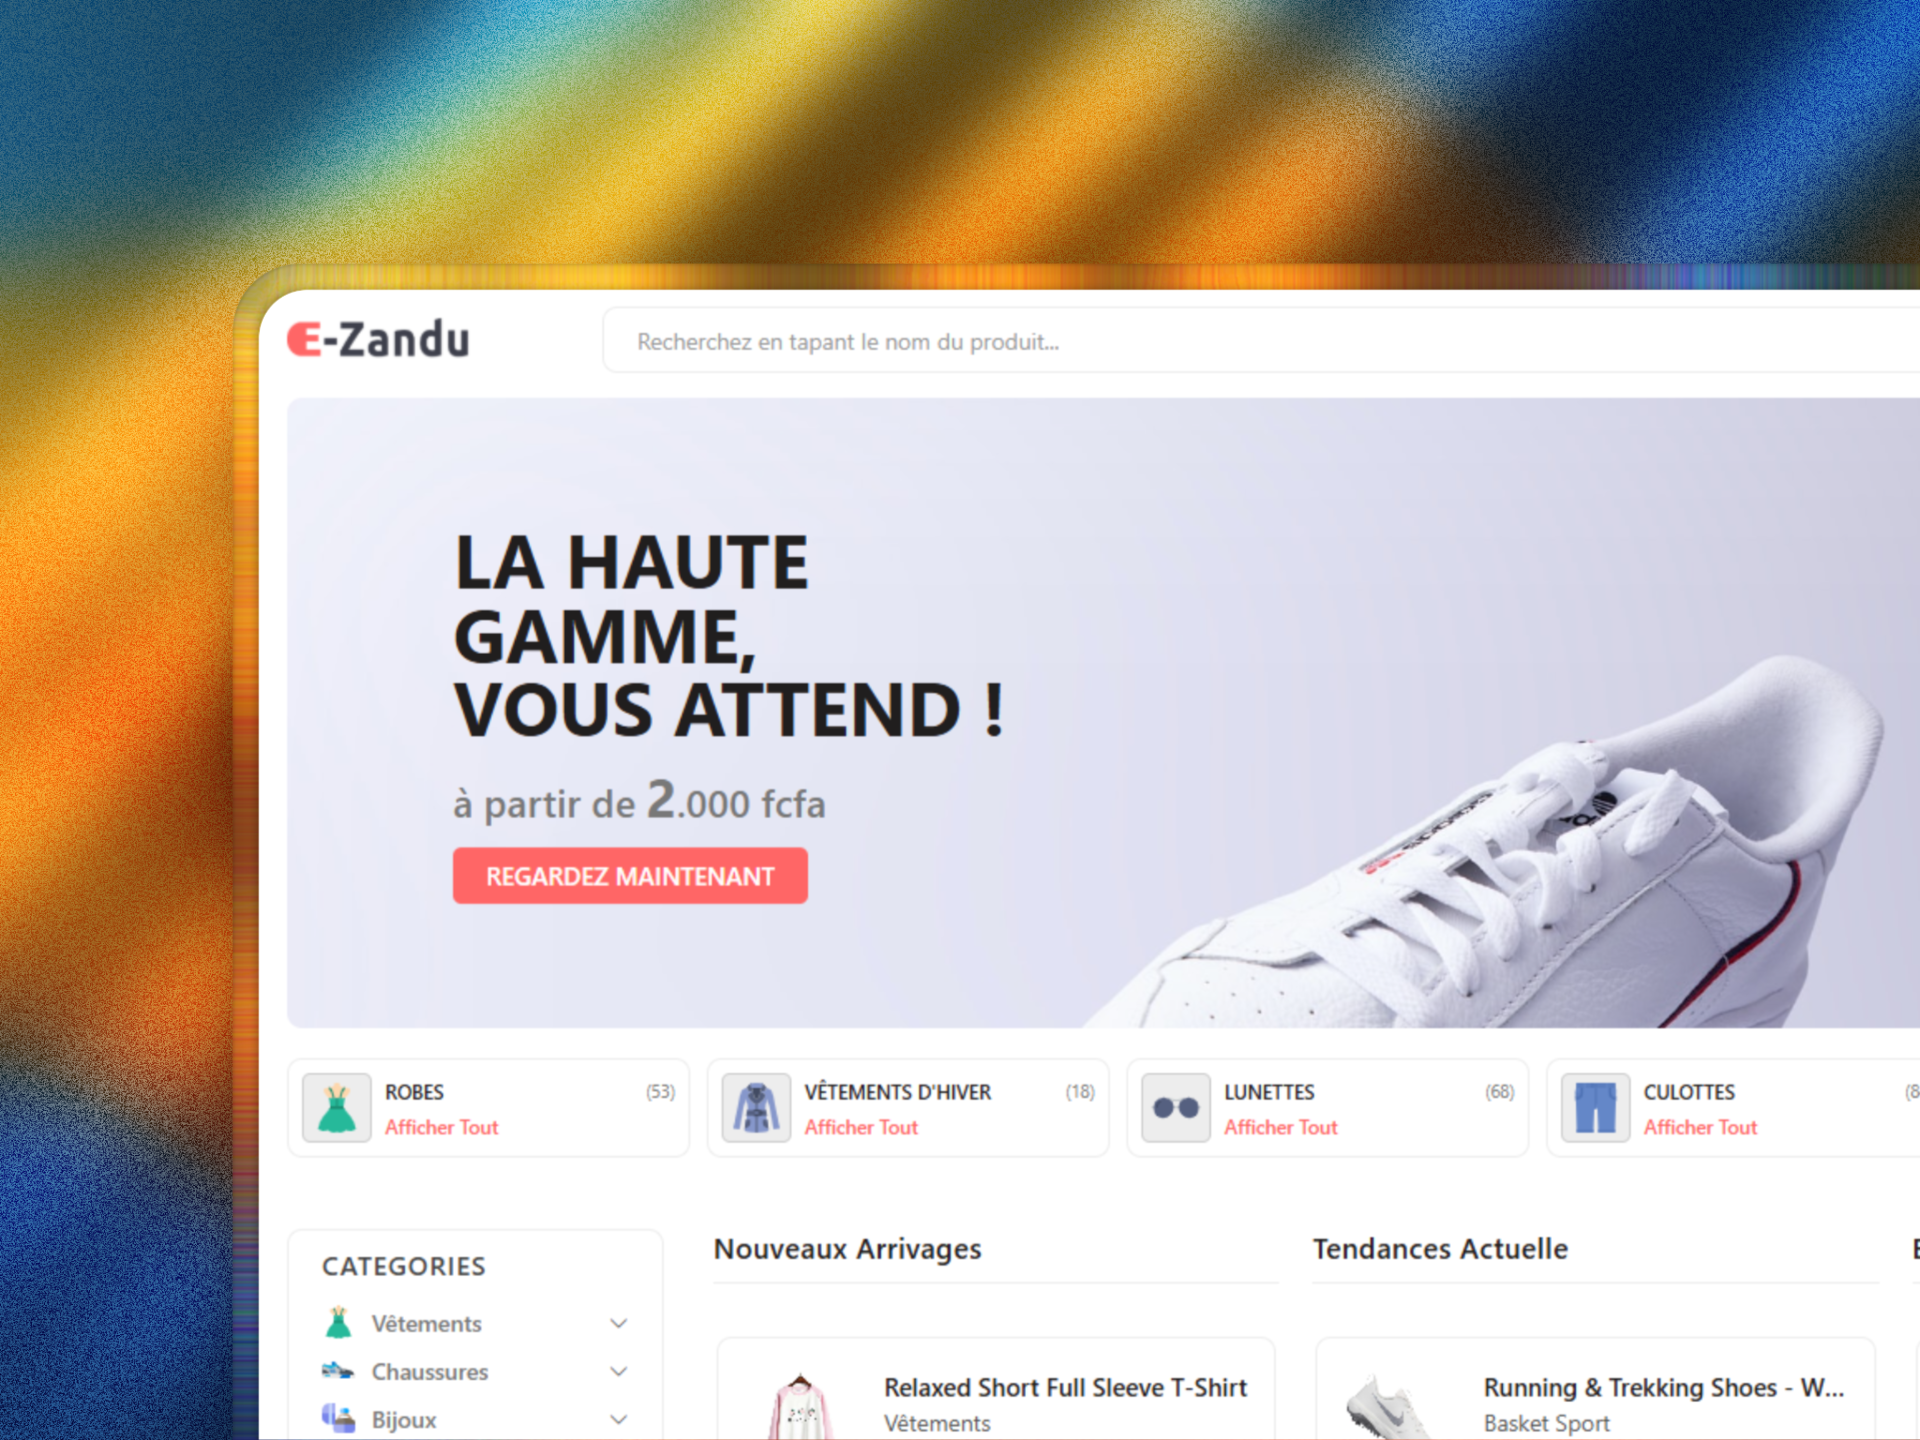 E-Zandu
Recherchez en tapant le nom du produit...
LA HAUTE
GAMME,
VOUS ATTEND !
à partir de 2.000 fcfa
REGARDEZ MAINTENANT
ROBES (53)
Afficher Tout
VÊTEMENTS D'HIVER (18)
Afficher Tout
LUNETTES (68)
Afficher Tout
CULOTTES
Afficher Tout
CATEGORIES
Vêtements
Chaussures
Bijoux
Nouveaux Arrivages
Relaxed Short Full Sleeve T-Shirt
Vêtements
Tendances Actuelle
Running & Trekking Shoes - W...
Basket Sport